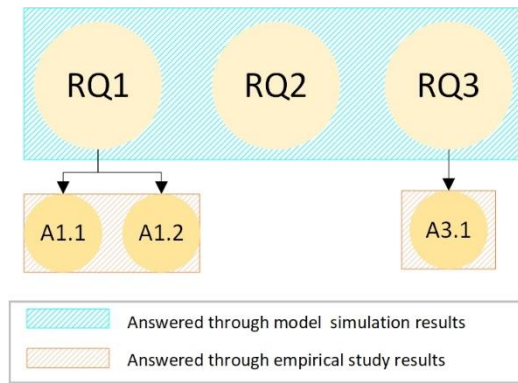 RQ1 RQ2 RQ3
A1.1 A1.2 A3.1
Answered through model simulation results
Answered through empirical study results